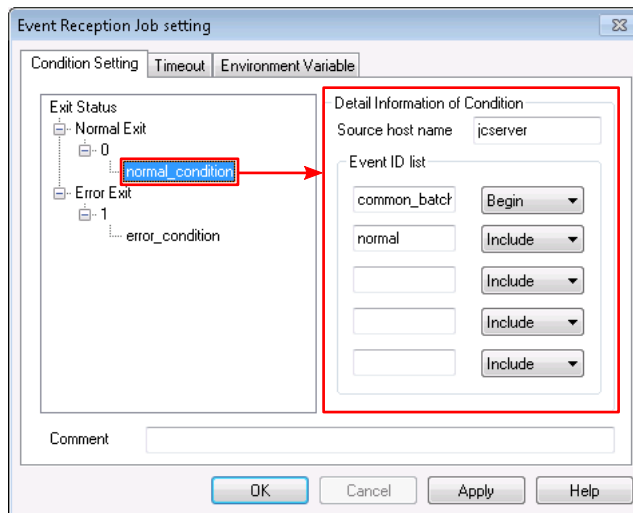 Event Reception Job setting
Condition Setting Timeout Environment Variable
Exit Status
Normal Exit
0
normal_condition
Error Exit
1
error_condition
Detail Information of Condition
Source host name jcserver
Event ID list
common_batch Begin
normal Include
Include
Include
Include
Comment
OK Cancel Apply Help